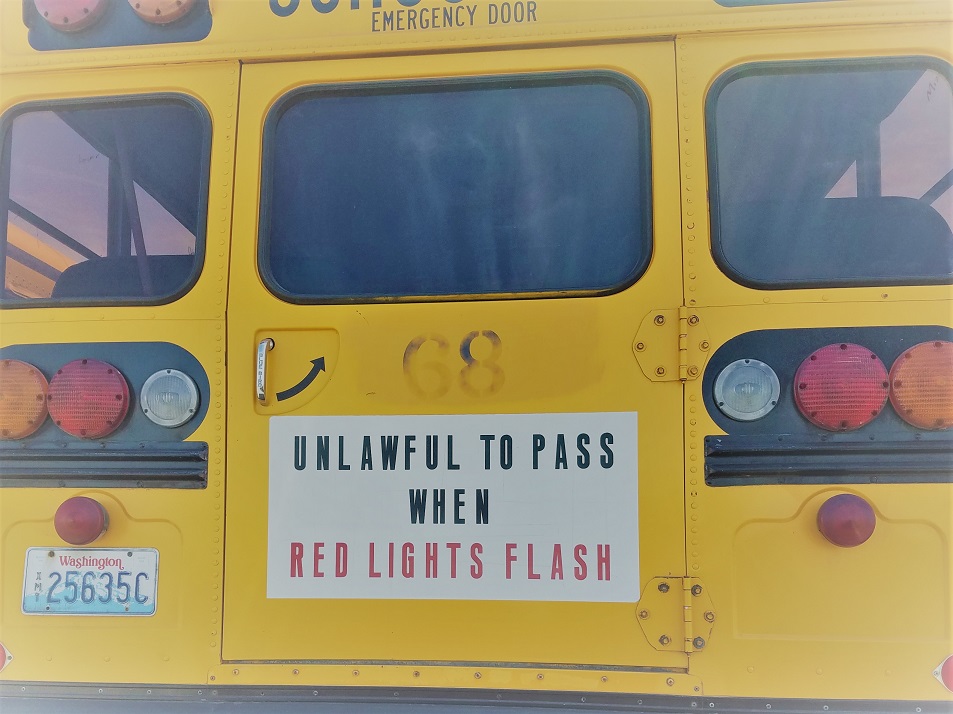 EMERGENCY DOOR
68
UNLAWFUL TO PASS
WHEN
RED LIGHTS FLASH
Washington
25635C